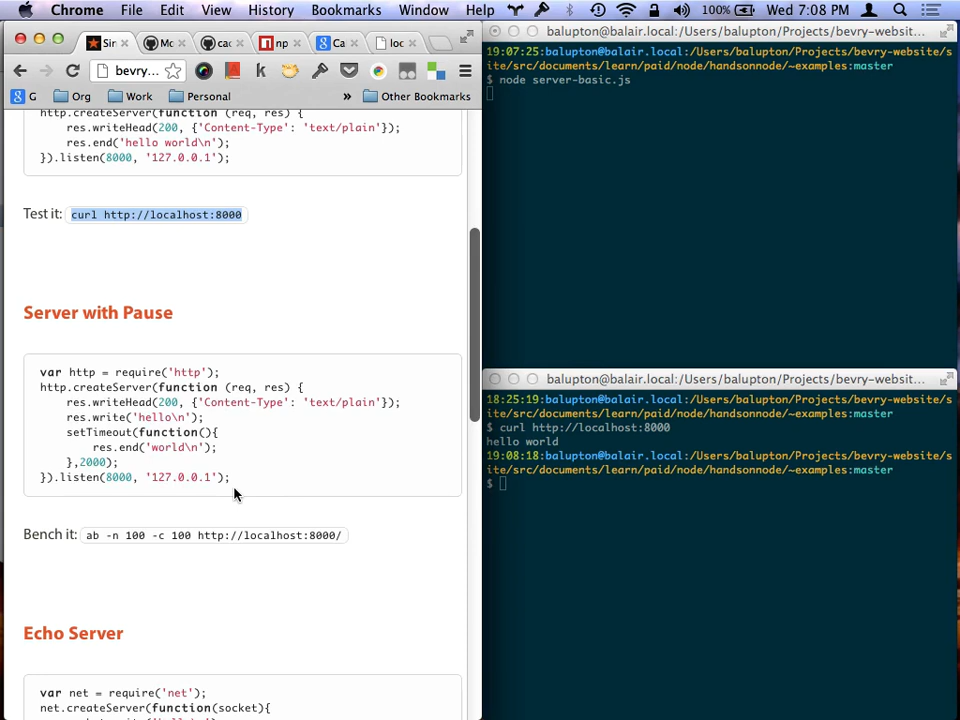 Chrome File Edit View History Bookmarks Window Help 100% Wed 7:08 PM
Sir
Mo
cac
np
Ca
loc
bevry...
G Org Work Personal » Other Bookmarks
http.createServer(function (req, res) {
res.writeHead(200, {'Content-Type': 'text/plain'});
res.end('hello world\n');
}).listen(8000, '127.0.0.1');
Test it: curl http://localhost:8000
Server with Pause
var http = require('http');
http.createServer(function (req, res) {
res.writeHead(200, {'Content-Type': 'text/plain'});
res.write('hello\n');
setTimeout(function(){
res.end('world\n');
},2000);
}).listen(8000, '127.0.0.1');
Bench it: ab -n 100 -c 100 http://localhost:8000/
Echo Server
var net = require('net');
net.createServer(function(socket){
balupton@balair.local:/Users/balupton/Projects/bevry-websit...
19:07:25:balupton@balair.local:/Users/balupton/Projects/bevry-website/s
ite/src/documents/learn/paid/node/handsonnode/~examples:master
$ node server-basic.js
balupton@balair.local:/Users/balupton/Projects/bevry-websit...
18:25:19:balupton@balair.local:/Users/balupton/Projects/bevry-website/s
ite/src/documents/learn/paid/node/handsonnode/~examples:master
$ curl http://localhost:8000
hello world
19:08:18:balupton@balair.local:/Users/balupton/Projects/bevry-website/s
ite/src/documents/learn/paid/node/handsonnode/~examples:master
$